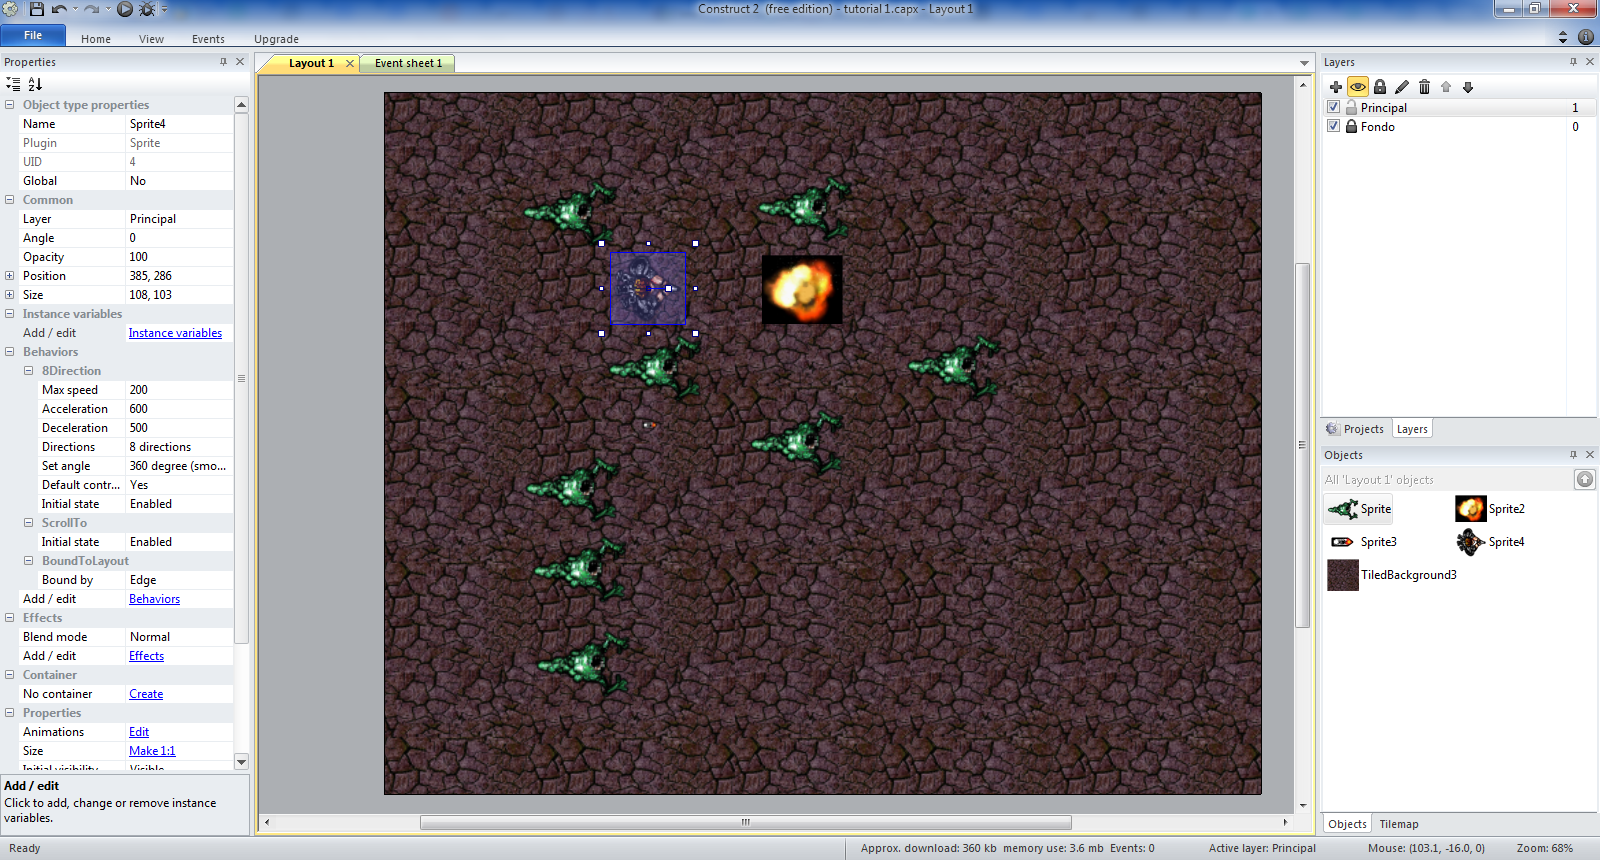 Construct 2  (free edition) - tutorial 1.capx - Layout 1
File Home View Events Upgrade
Properties
Object type properties
Name Sprite4
Plugin Sprite
UID 4
Global No
Common
Layer Principal
Angle 0
Opacity 100
Position 385, 286
Size 108, 103
Instance variables
Add / edit Instance variables
Behaviors
8Direction
Max speed 200
Acceleration 600
Deceleration 500
Directions 8 directions
Set angle 360 degree (smo...
Default contr... Yes
Initial state Enabled
ScrollTo
Initial state Enabled
BoundToLayout
Bound by Edge
Add / edit Behaviors
Effects
Blend mode Normal
Add / edit Effects
Container
No container Create
Properties
Animations Edit
Size Make 1:1
Initial visibility Visible
Add / edit
Click to add, change or remove instance
variables.
Layout 1 Event sheet 1
Layers
Principal 1
Fondo 0
Projects Layers
Objects
All 'Layout 1' objects
Sprite Sprite2
Sprite3 Sprite4
TiledBackground3
Objects Tilemap
Ready Approx. download: 360 kb memory use: 3.6 mb Events: 0 Active layer: Principal Mouse: (103.1, -16.0, 0) Zoom: 68%